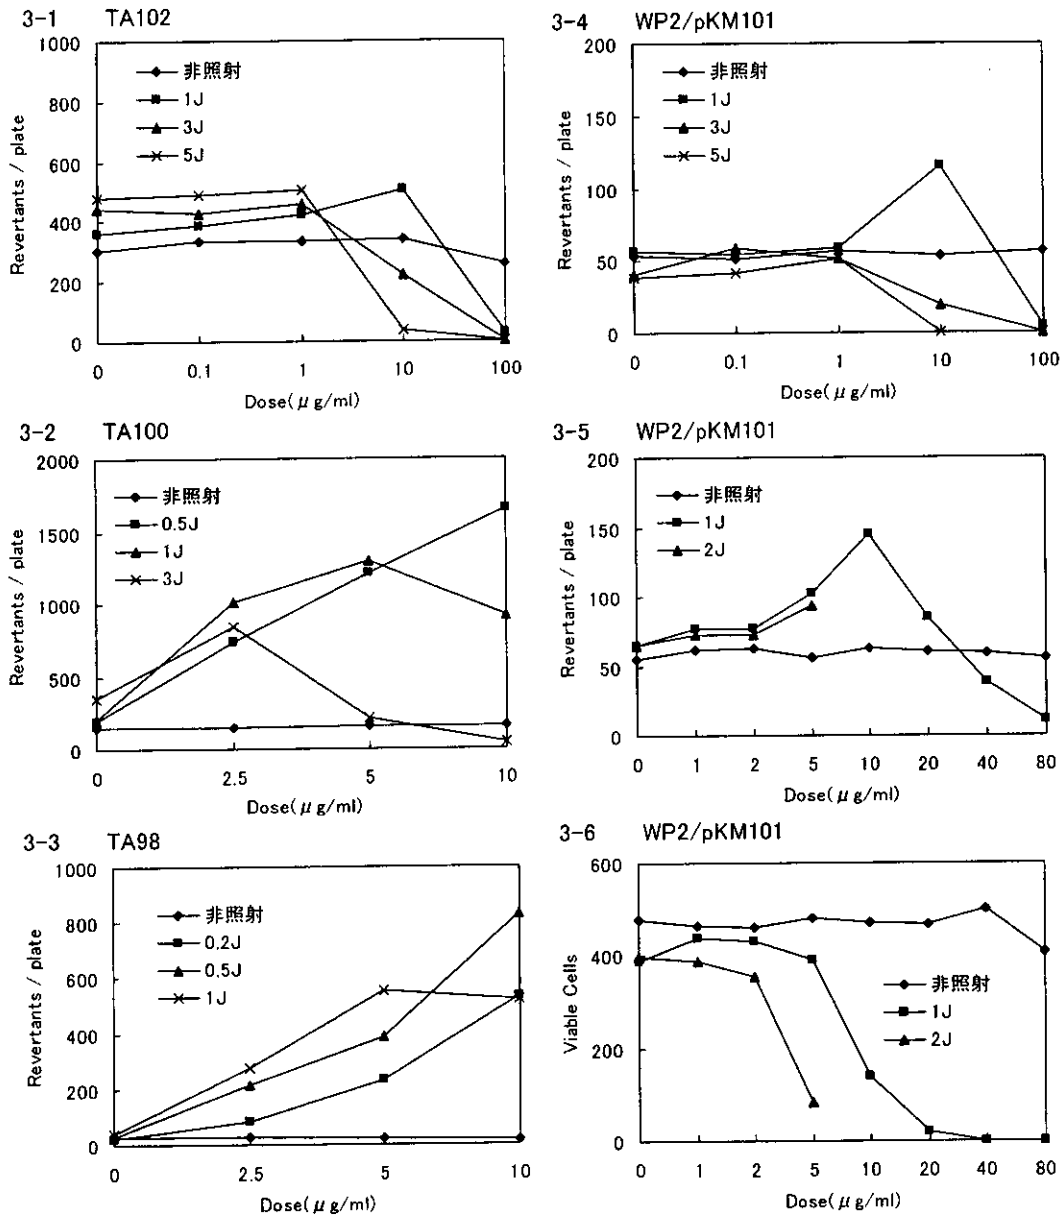 3-1 TA102
1000
800
600
400
200
0
Revertants / plate
非照射
1J
3J
5J
0 0.1 1 10 100
Dose(μg/ml)
3-4 WP2/pKM101
200
150
100
50
0
Revertants / plate
非照射
1J
3J
5J
0 0.1 1 10 100
Dose(μg/ml)
3-2 TA100
2000
1500
1000
500
0
Revertants / plate
非照射
0.5J
1J
3J
0 2.5 5 10
Dose(μg/ml)
3-5 WP2/pKM101
200
150
100
50
0
Revertants / plate
非照射
1J
2J
0 1 2 5 10 20 40 80
Dose(μg/ml)
3-3 TA98
1000
800
600
400
200
0
Revertants / plate
非照射
0.2J
0.5J
1J
0 2.5 5 10
Dose(μg/ml)
3-6 WP2/pKM101
600
400
200
0
Viable Cells
非照射
1J
2J
0 1 2 5 10 20 40 80
Dose(μg/ml)